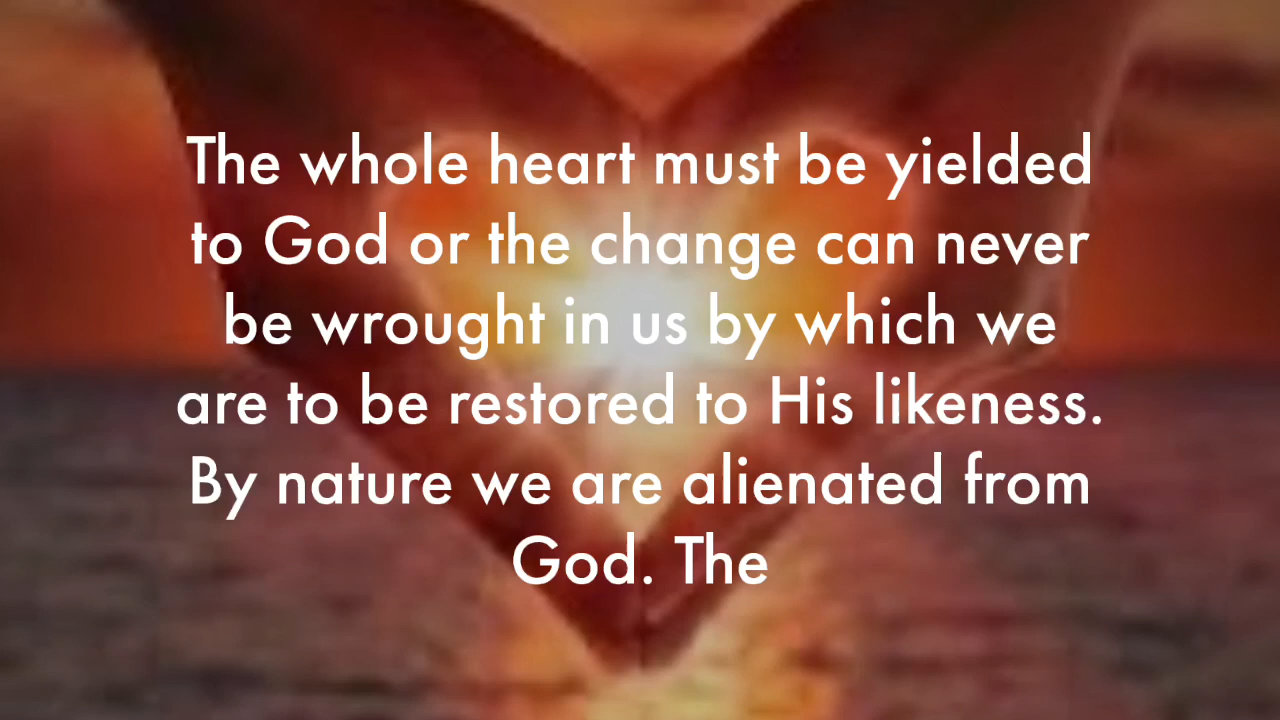 The whole heart must be yielded
to God or the change can never
be wrought in us by which we
are to be restored to His likeness.
By nature we are alienated from
God. The